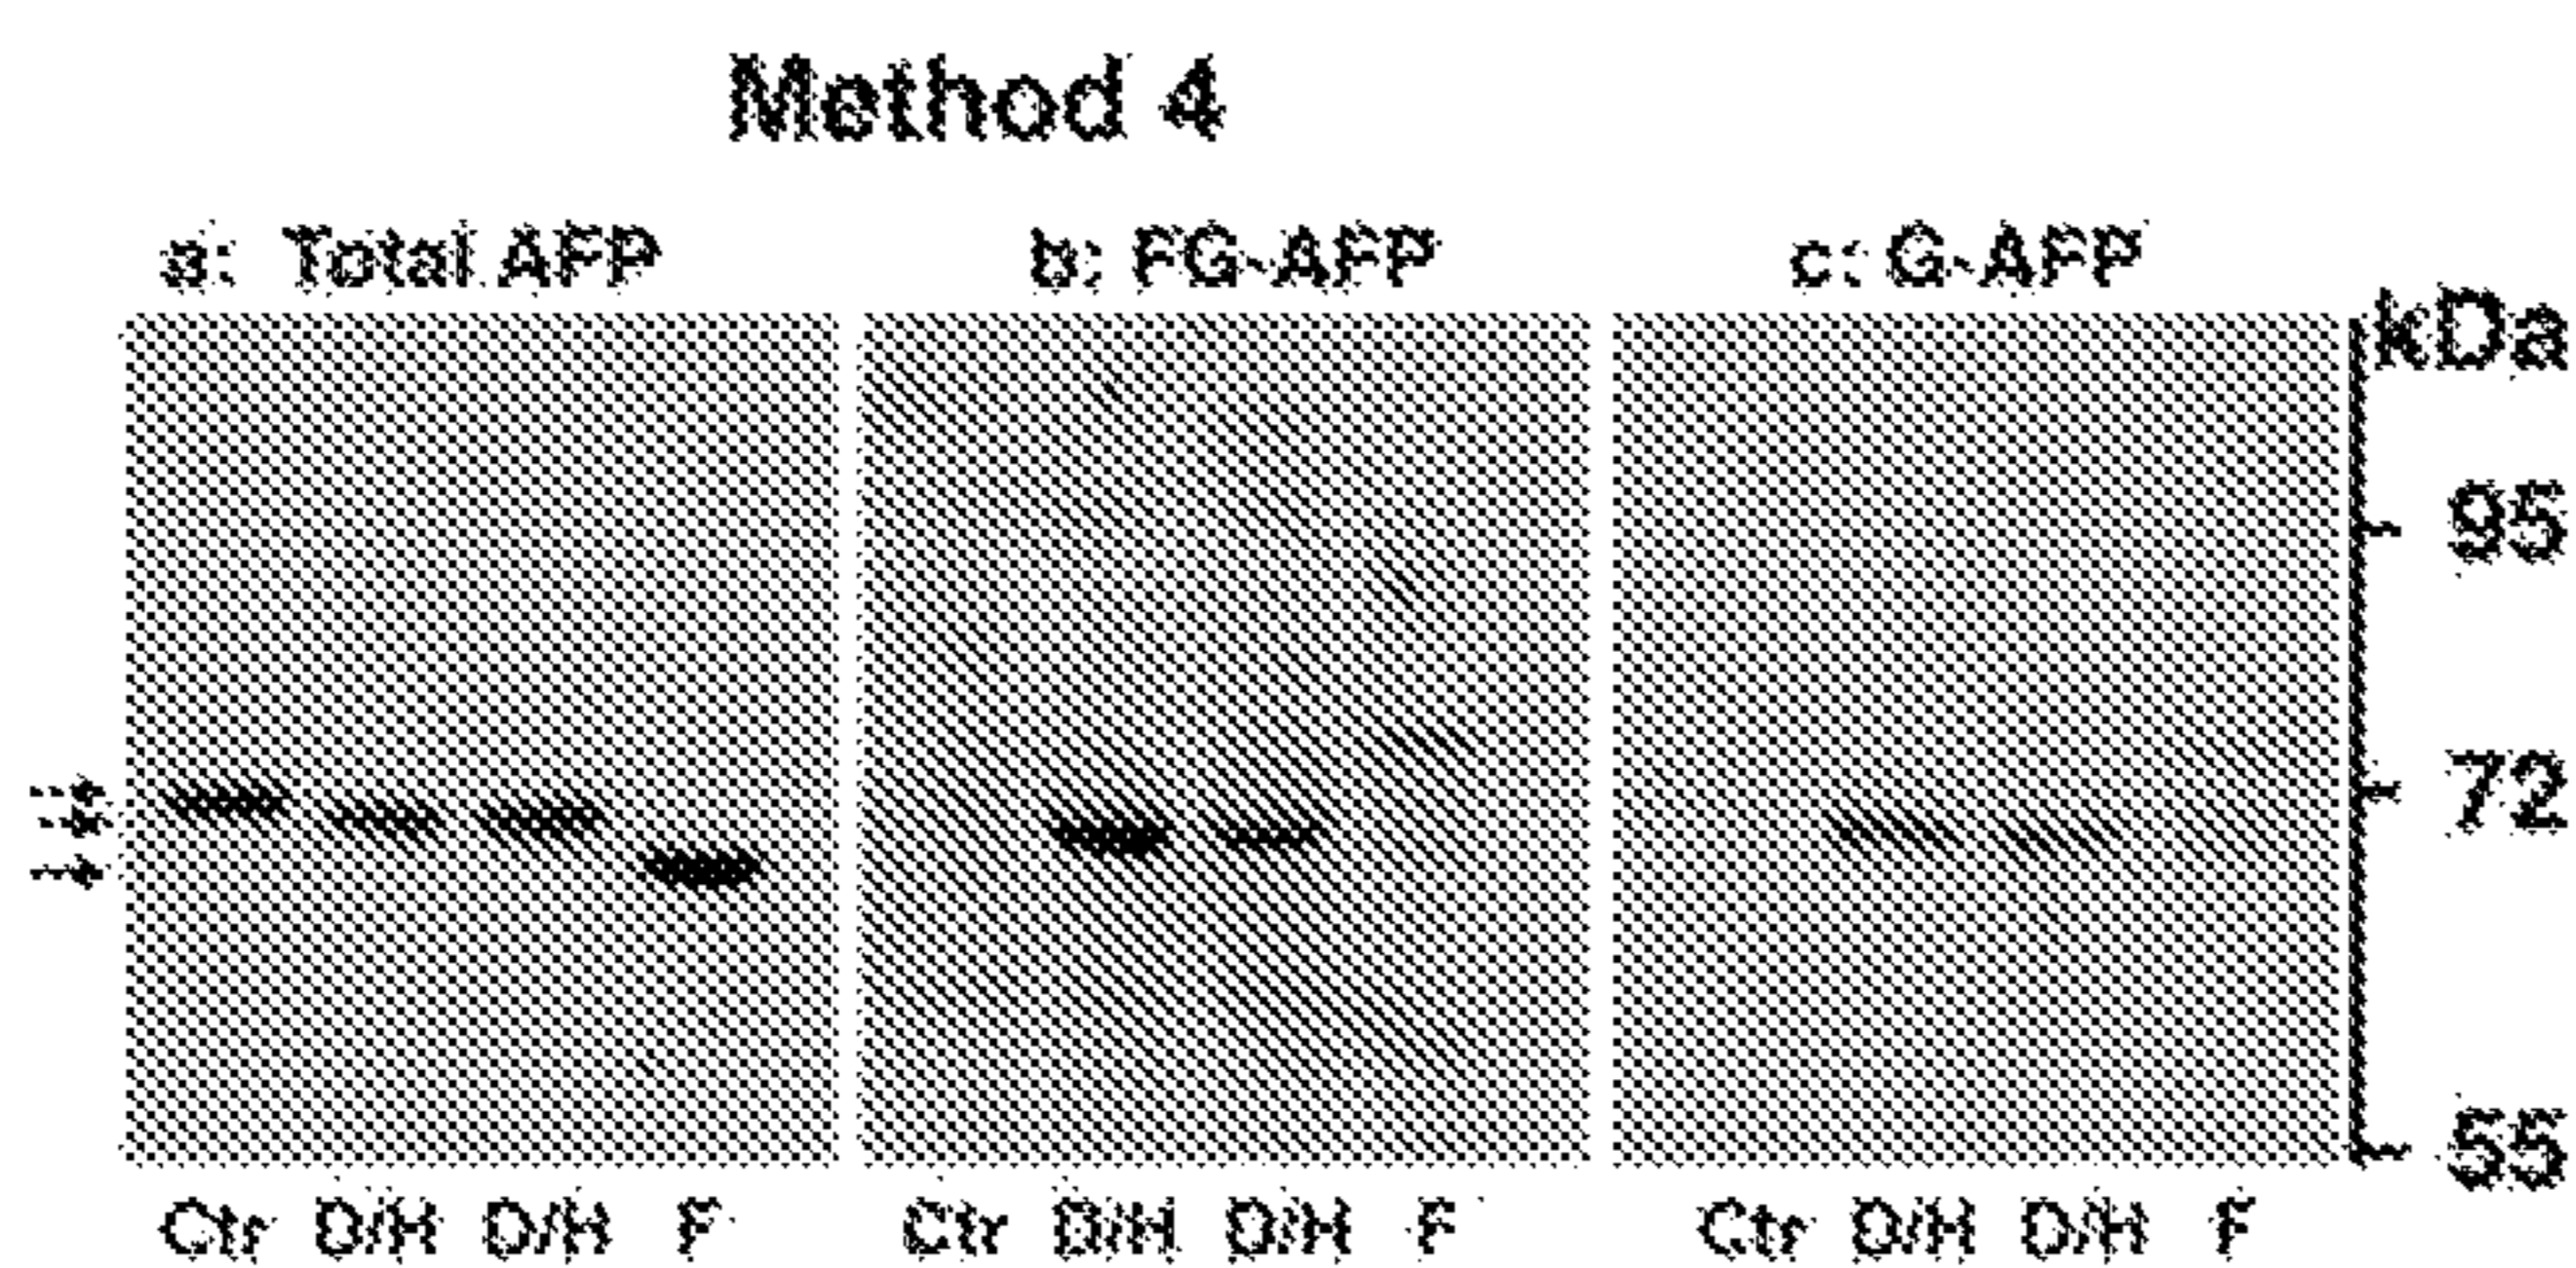 Method 4
a: Total AFP
b: FG-AFP
c: G-AFP
kDa
95
72
55
Ctr D/H D/H F
Ctr D/H D/H F
Ctr D/H D/H F